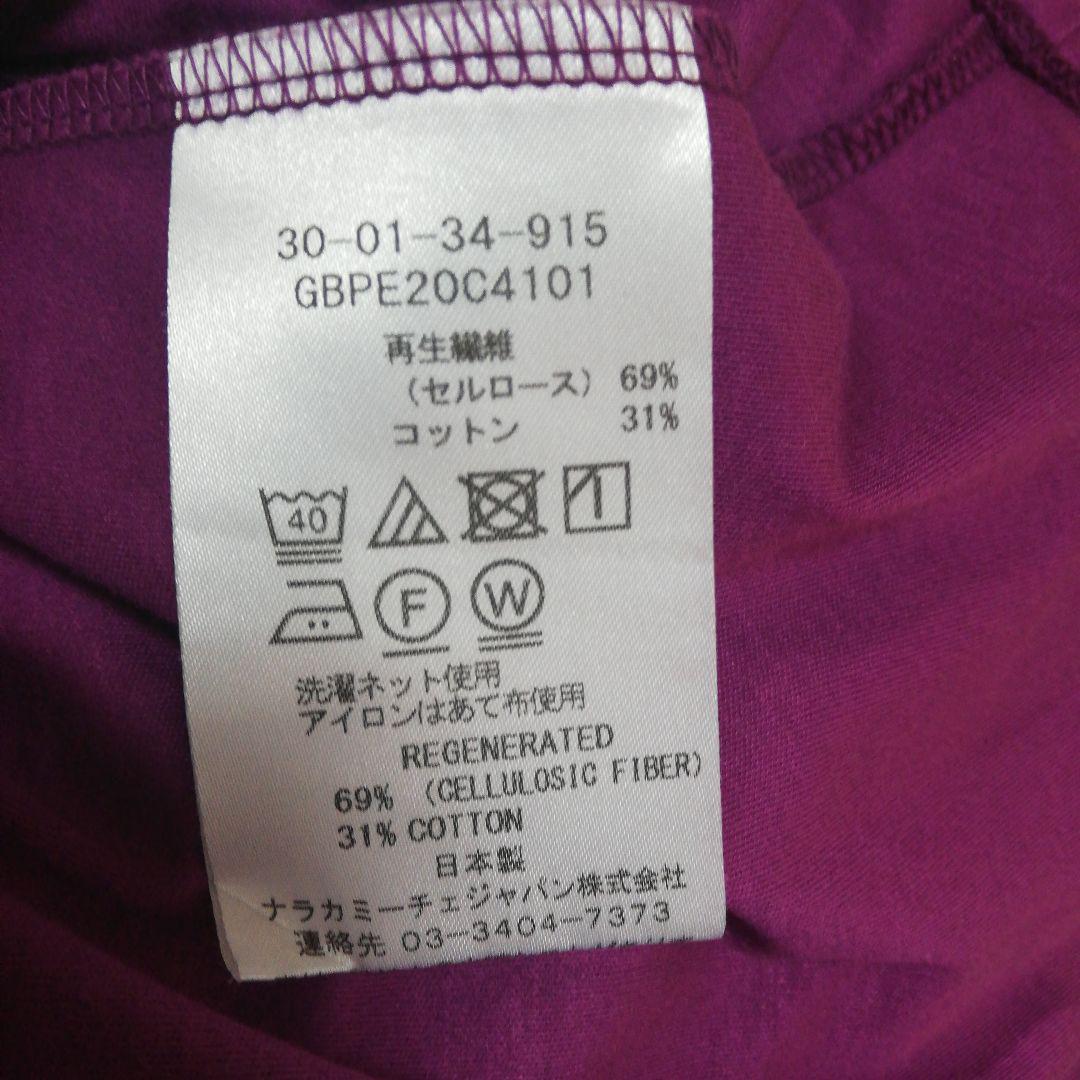 30-01-34-915
GBPE20C4101
再生繊維
(セルロース) 69%
コットン 31%
40
F W
洗濯ネット使用
アイロンはあて布使用
REGENERATED
69% (CELLULOSIC FIBER)
31% COTTON
日本製
ナラカミーチェジャパン株式会社
連絡先 03-3404-7373